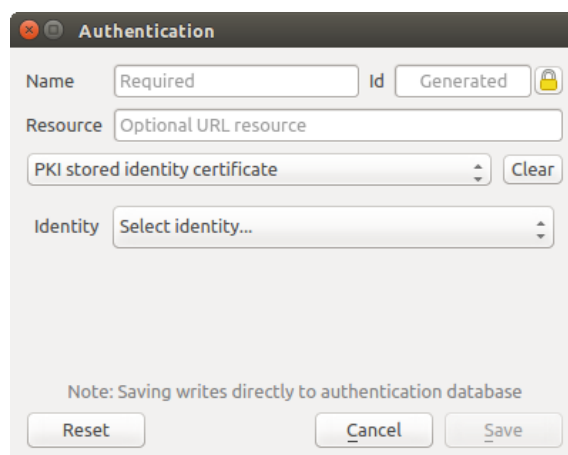 Authentication
Name Required Id Generated
Resource Optional URL resource
PKI stored identity certificate Clear
Identity Select identity...
Note: Saving writes directly to authentication database
Reset Cancel Save